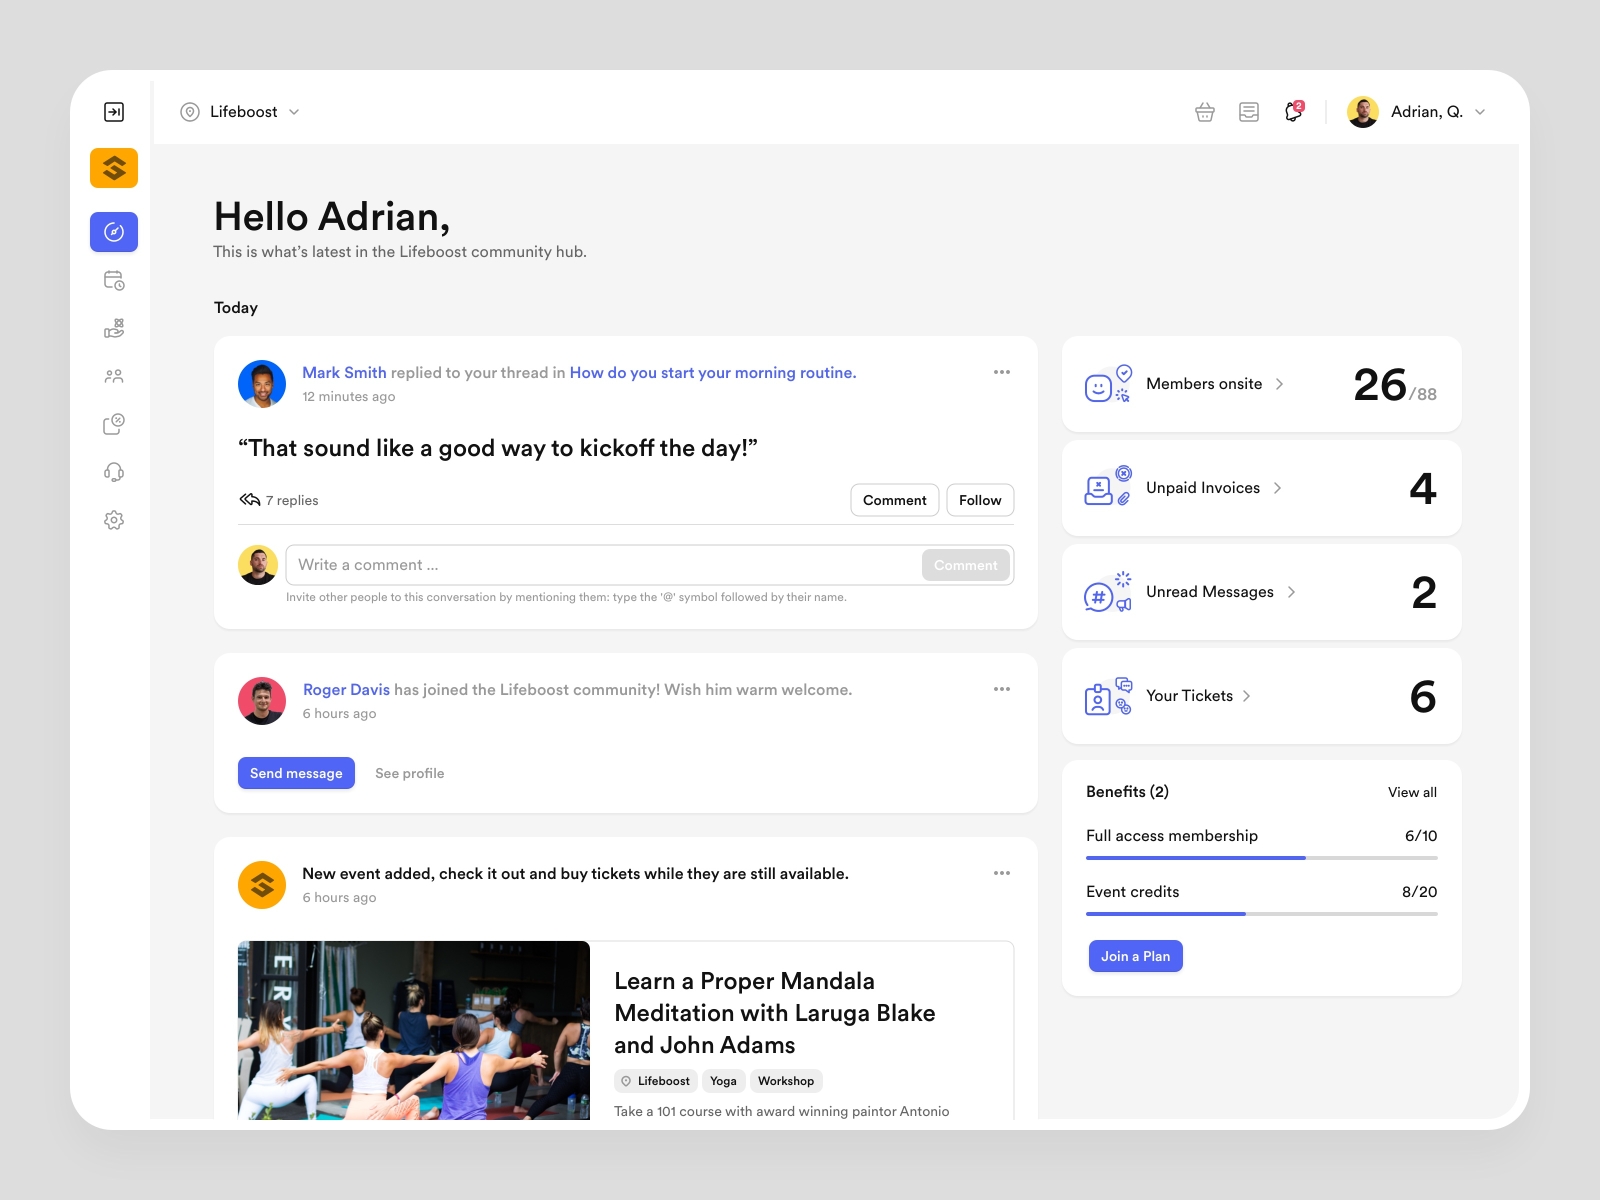 Lifeboost
2
Adrian, Q.
Hello Adrian,
This is what’s latest in the Lifeboost community hub.
Today
Mark Smith replied to your thread in How do you start your morning routine.
12 minutes ago
“That sound like a good way to kickoff the day!”
7 replies
Comment
Follow
Write a comment ...
Comment
Invite other people to this conversation by mentioning them: type the '@' symbol followed by their name.
Roger Davis has joined the Lifeboost community! Wish him warm welcome.
6 hours ago
Send message
See profile
New event added, check it out and buy tickets while they are still available.
6 hours ago
E
R
Learn a Proper Mandala
Meditation with Laruga Blake
and John Adams
Lifeboost
Yoga
Workshop
Take a 101 course with award winning paintor Antonio
Members onsite
26/88
Unpaid Invoices
4
Unread Messages
2
Your Tickets
6
Benefits (2)
View all
Full access membership
6/10
Event credits
8/20
Join a Plan